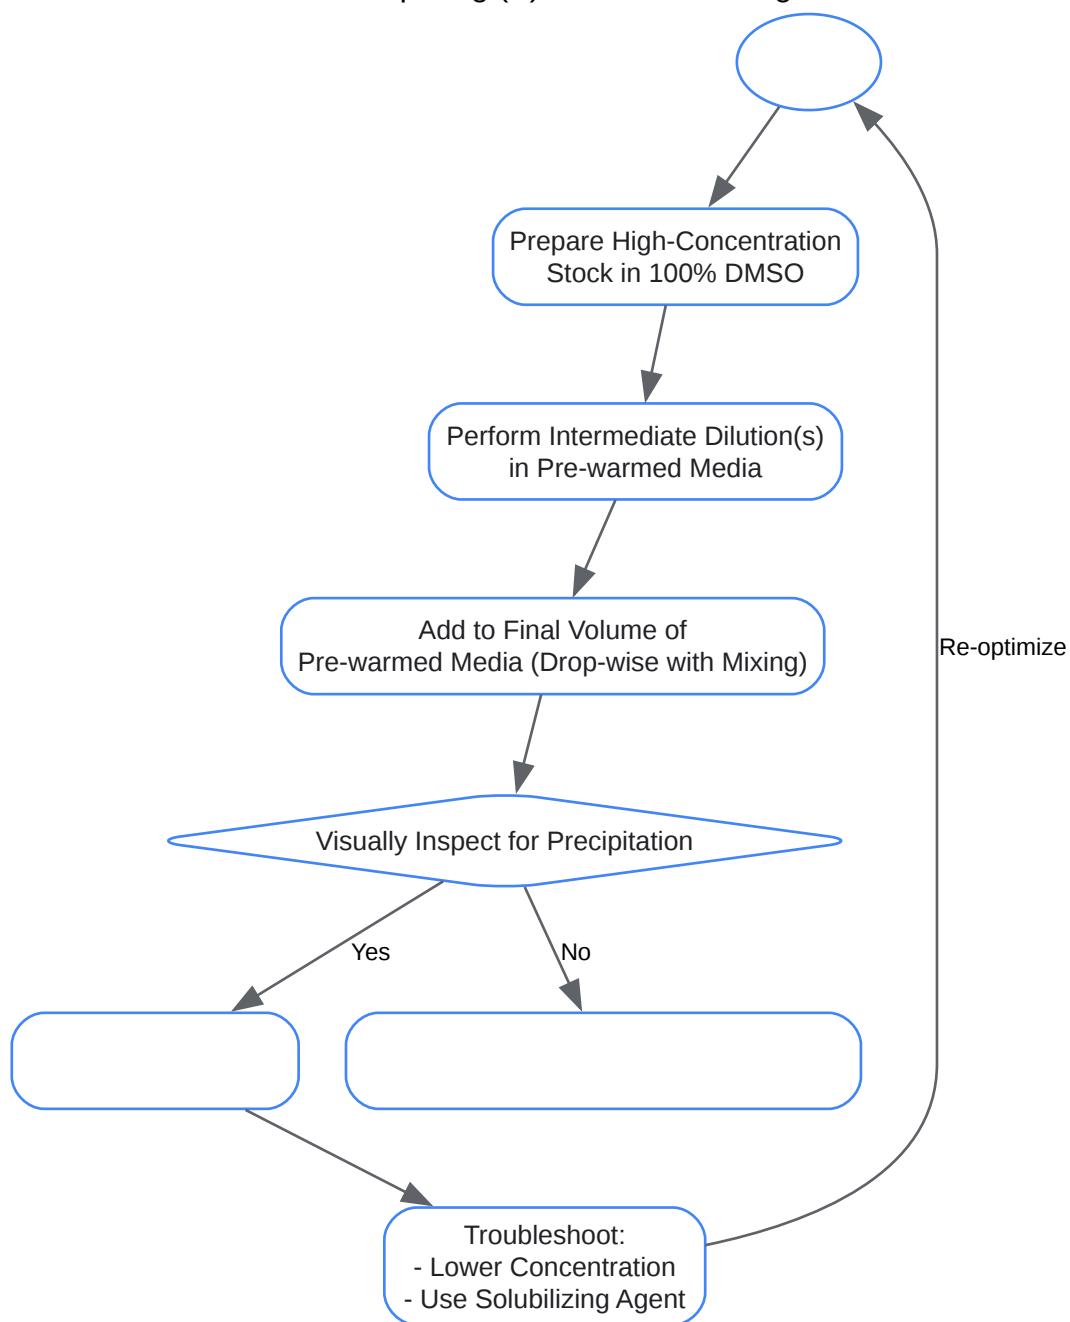 Prepare High-Concentration
Stock in 100% DMSO
Perform Intermediate Dilution(s)
in Pre-warmed Media
Add to Final Volume of
Pre-warmed Media (Drop-wise with Mixing)
Re-optimize
Visually Inspect for Precipitation
Yes
No
Troubleshoot:
- Lower Concentration
- Use Solubilizing Agent